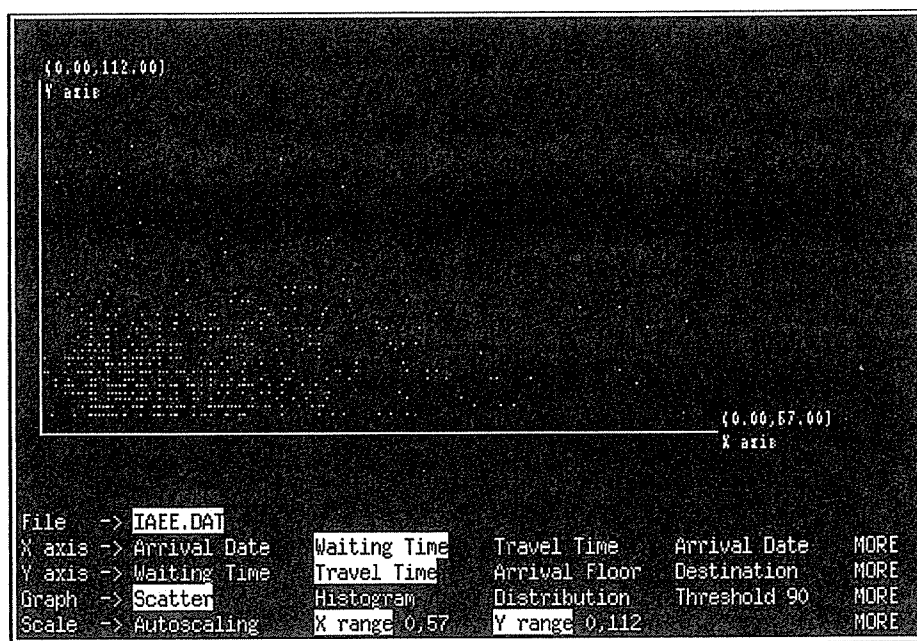 (0.00,112.00)
Y axis
(0.00,57.00)
X axis
File -> IAEE.DAT
X axis -> Arrival Date Waiting Time Travel Time Arrival Date MORE
Y axis -> Waiting Time Travel Time Arrival Floor Destination MORE
Graph -> Scatter Histogram Distribution Threshold 90 MORE
Scale -> Autoscaling X range 0,57 Y range 0,112 MORE